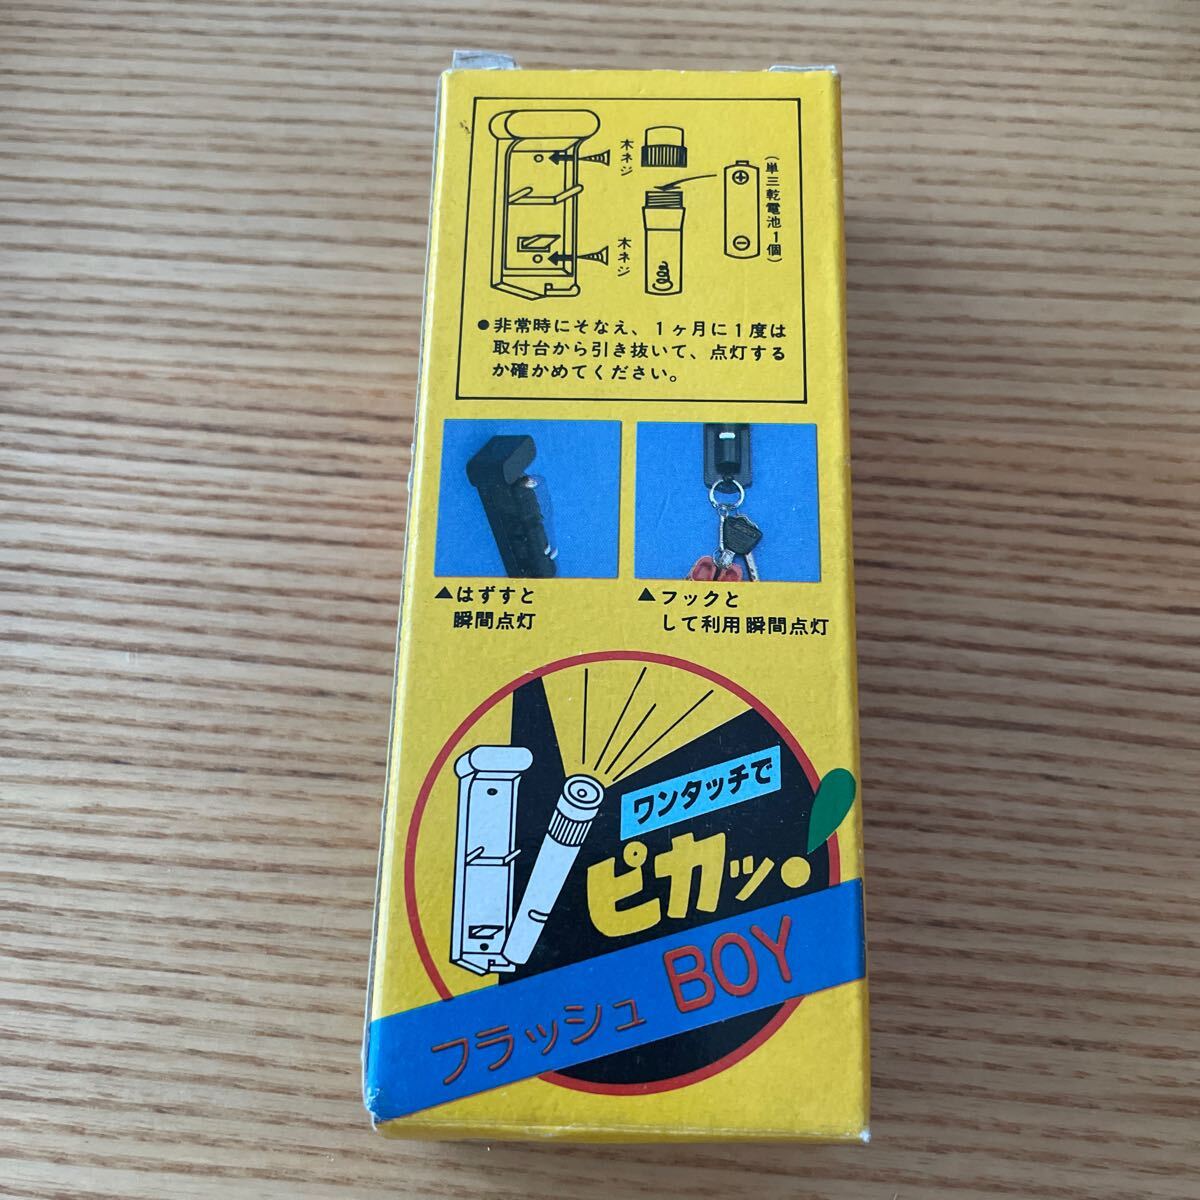 木ネジ
(単三乾電池1個)
木ネジ
●非常時にそなえ、1ヶ月に1度は
取付台から引き抜いて、点灯する
か確かめてください。
▲はずすと
瞬間点灯
▲フックと
して利用瞬間点灯
ワンタッチで
ピカッ!
フラッシュBOY